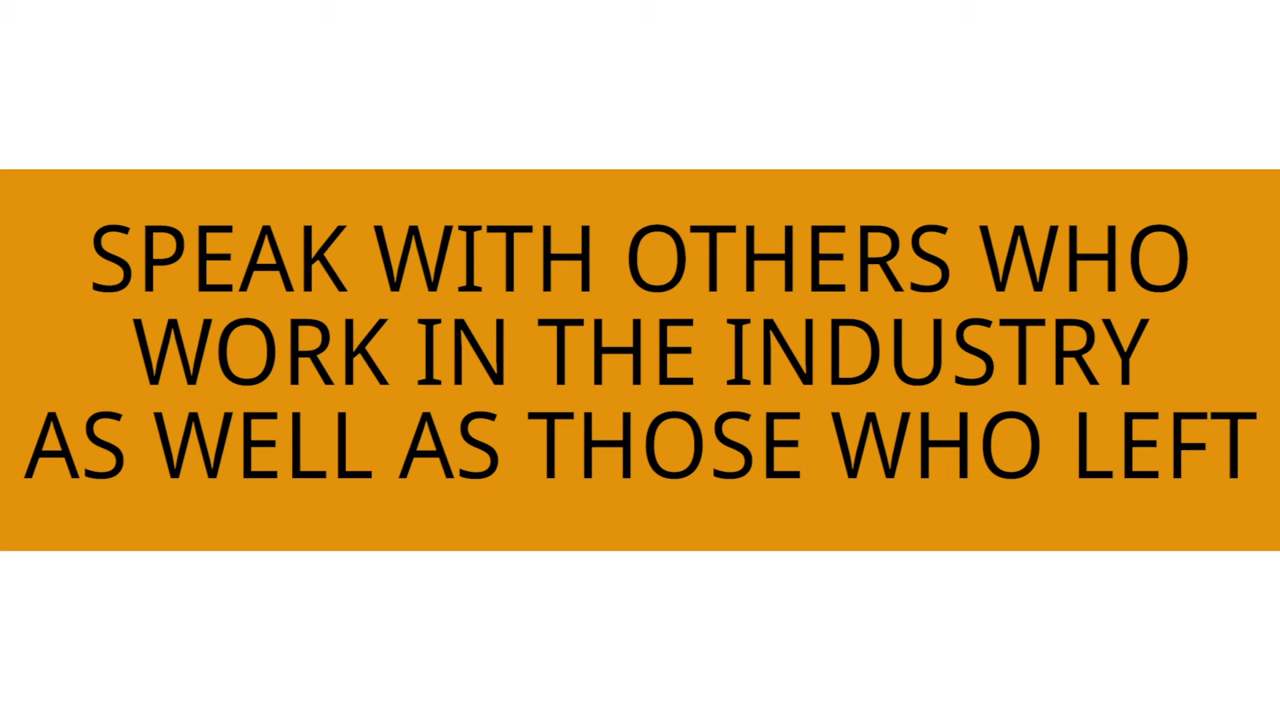 SPEAK WITH OTHERS WHO
WORK IN THE INDUSTRY
AS WELL AS THOSE WHO LEFT